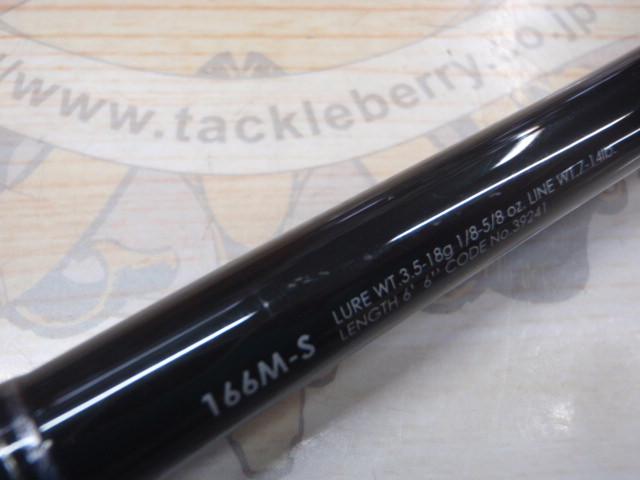 //www.tackleberry.co.jp
166M-S
LURE WT.3.5-18g 1/8-5/8 oz. LINE WT.7-14lb.
LENGTH 6' 6'' CODE No.39241